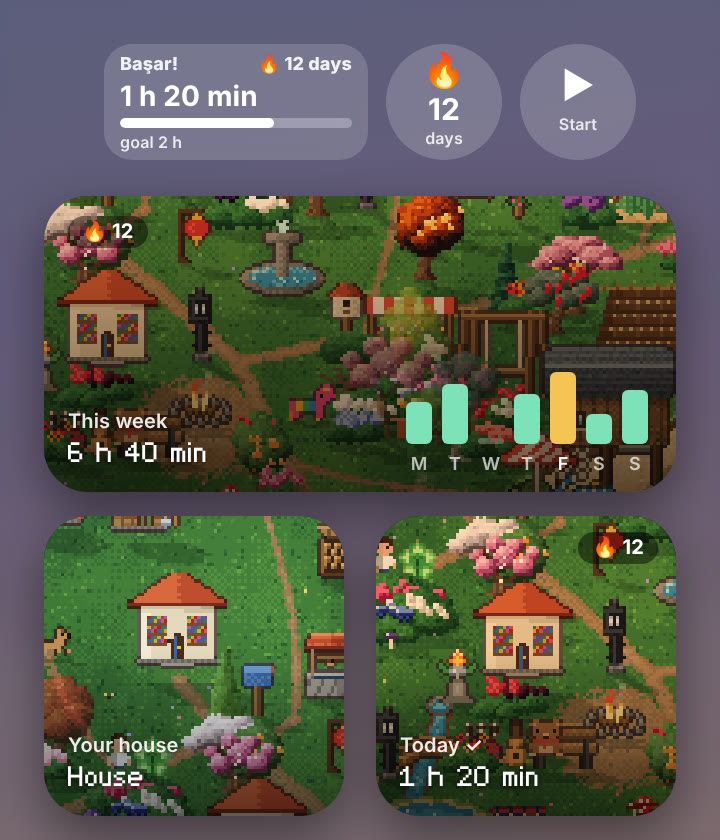 Başar! 🔥 12 days
1 h 20 min
goal 2 h
🔥
12
days
Start
🔥 12
This week
6 h 40 min
M T W T F S S
Your house
House
🔥 12
Today ✓
1 h 20 min